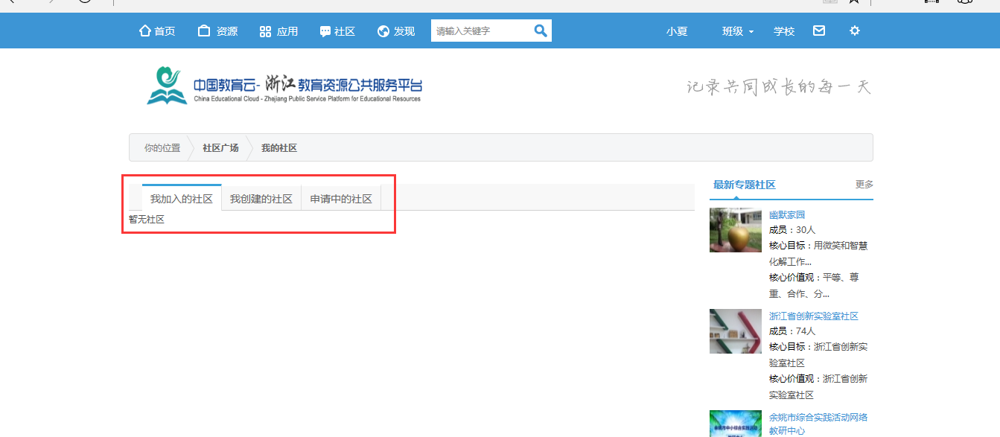 首页 资源 应用 社区 发现 请输入关键字 小夏 班级 学校
中国教育云-浙江教育资源公共服务平台
China Educational Cloud - Zhejiang Public Service Platform for Educational Resources
记录共同成长的每一天
你的位置 社区广场 我的社区
我加入的社区 我创建的社区 申请中的社区
暂无社区
最新专题社区 更多
幽默家园
成员：30人
核心目标：用微笑和智慧
化解工作...
核心价值观：平等、尊
重、合作、分...
浙江省创新实验室社区
成员：74人
核心目标：浙江省创新实
验室社区
核心价值观：浙江省创新
实验室社区
余姚市综合实践活动网络
教研中心